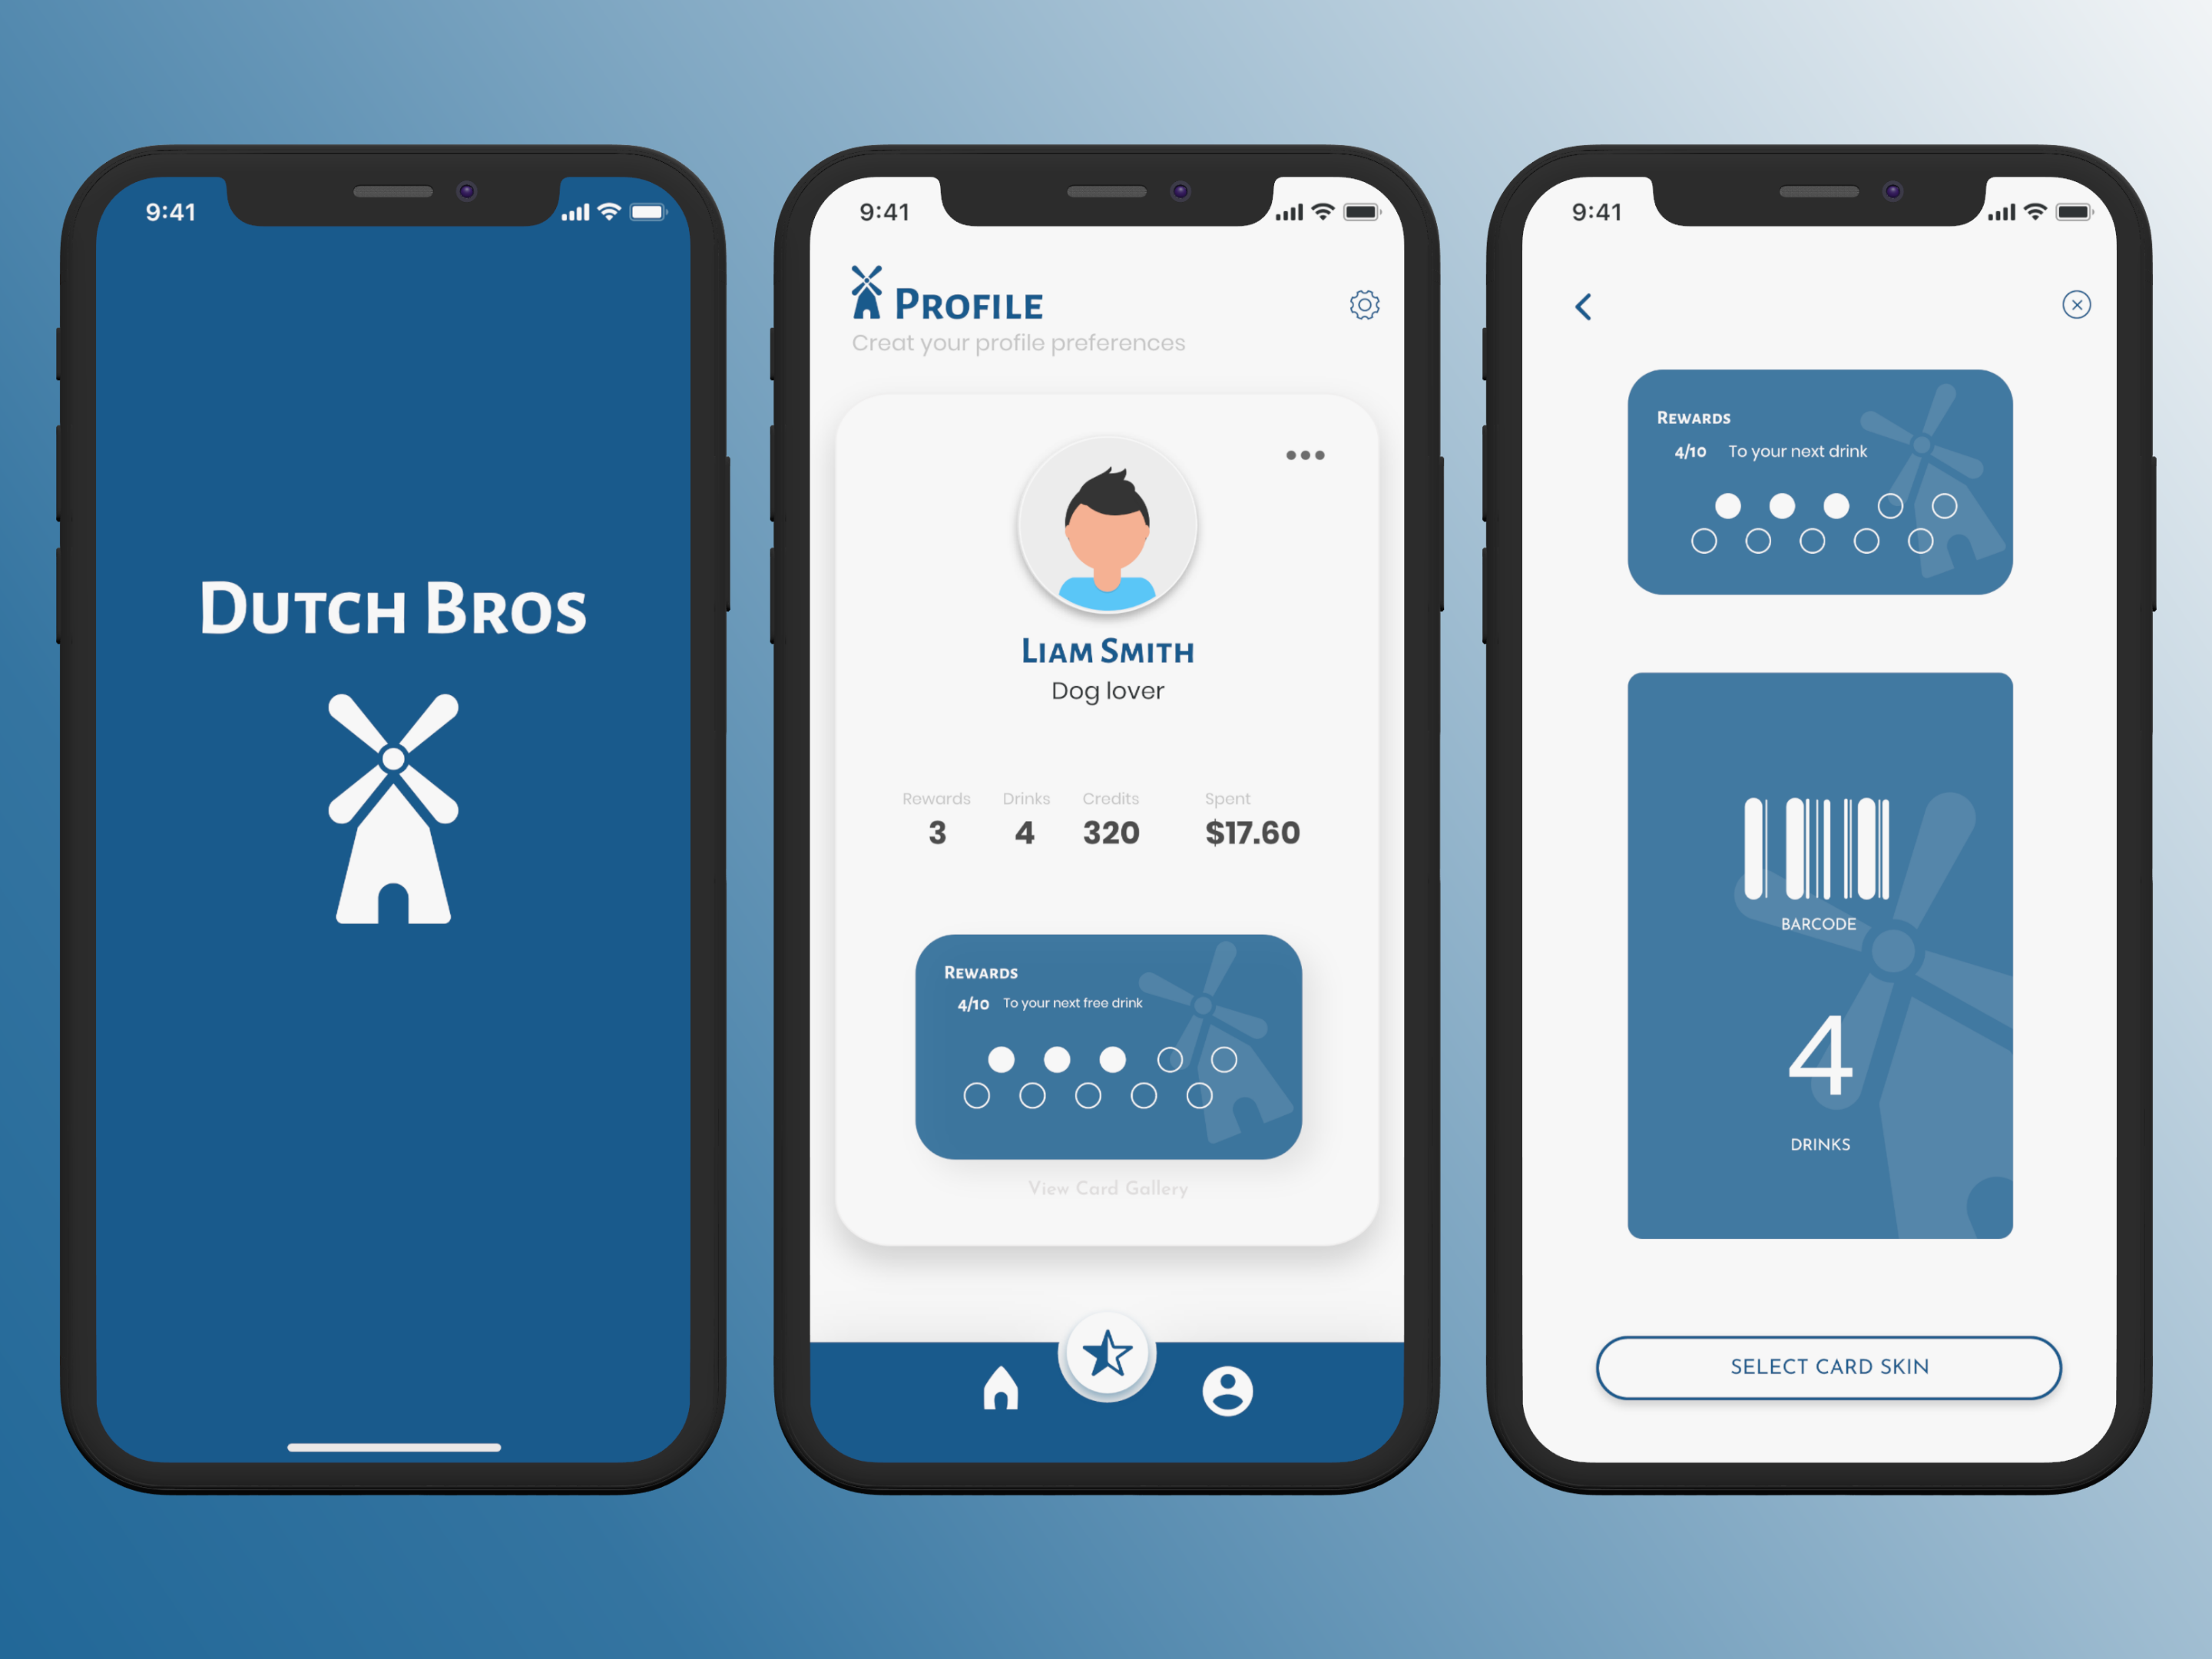 9:41
DUTCH BROS
9:41
PROFILE
Creat your profile preferences
LIAM SMITH
Dog lover
Rewards Drinks Credits Spent
3 4 320 $17.60
REWARDS
4/10 To your next free drink
View Card Gallery
9:41
REWARDS
4/10 To your next drink
BARCODE
4
DRINKS
SELECT CARD SKIN